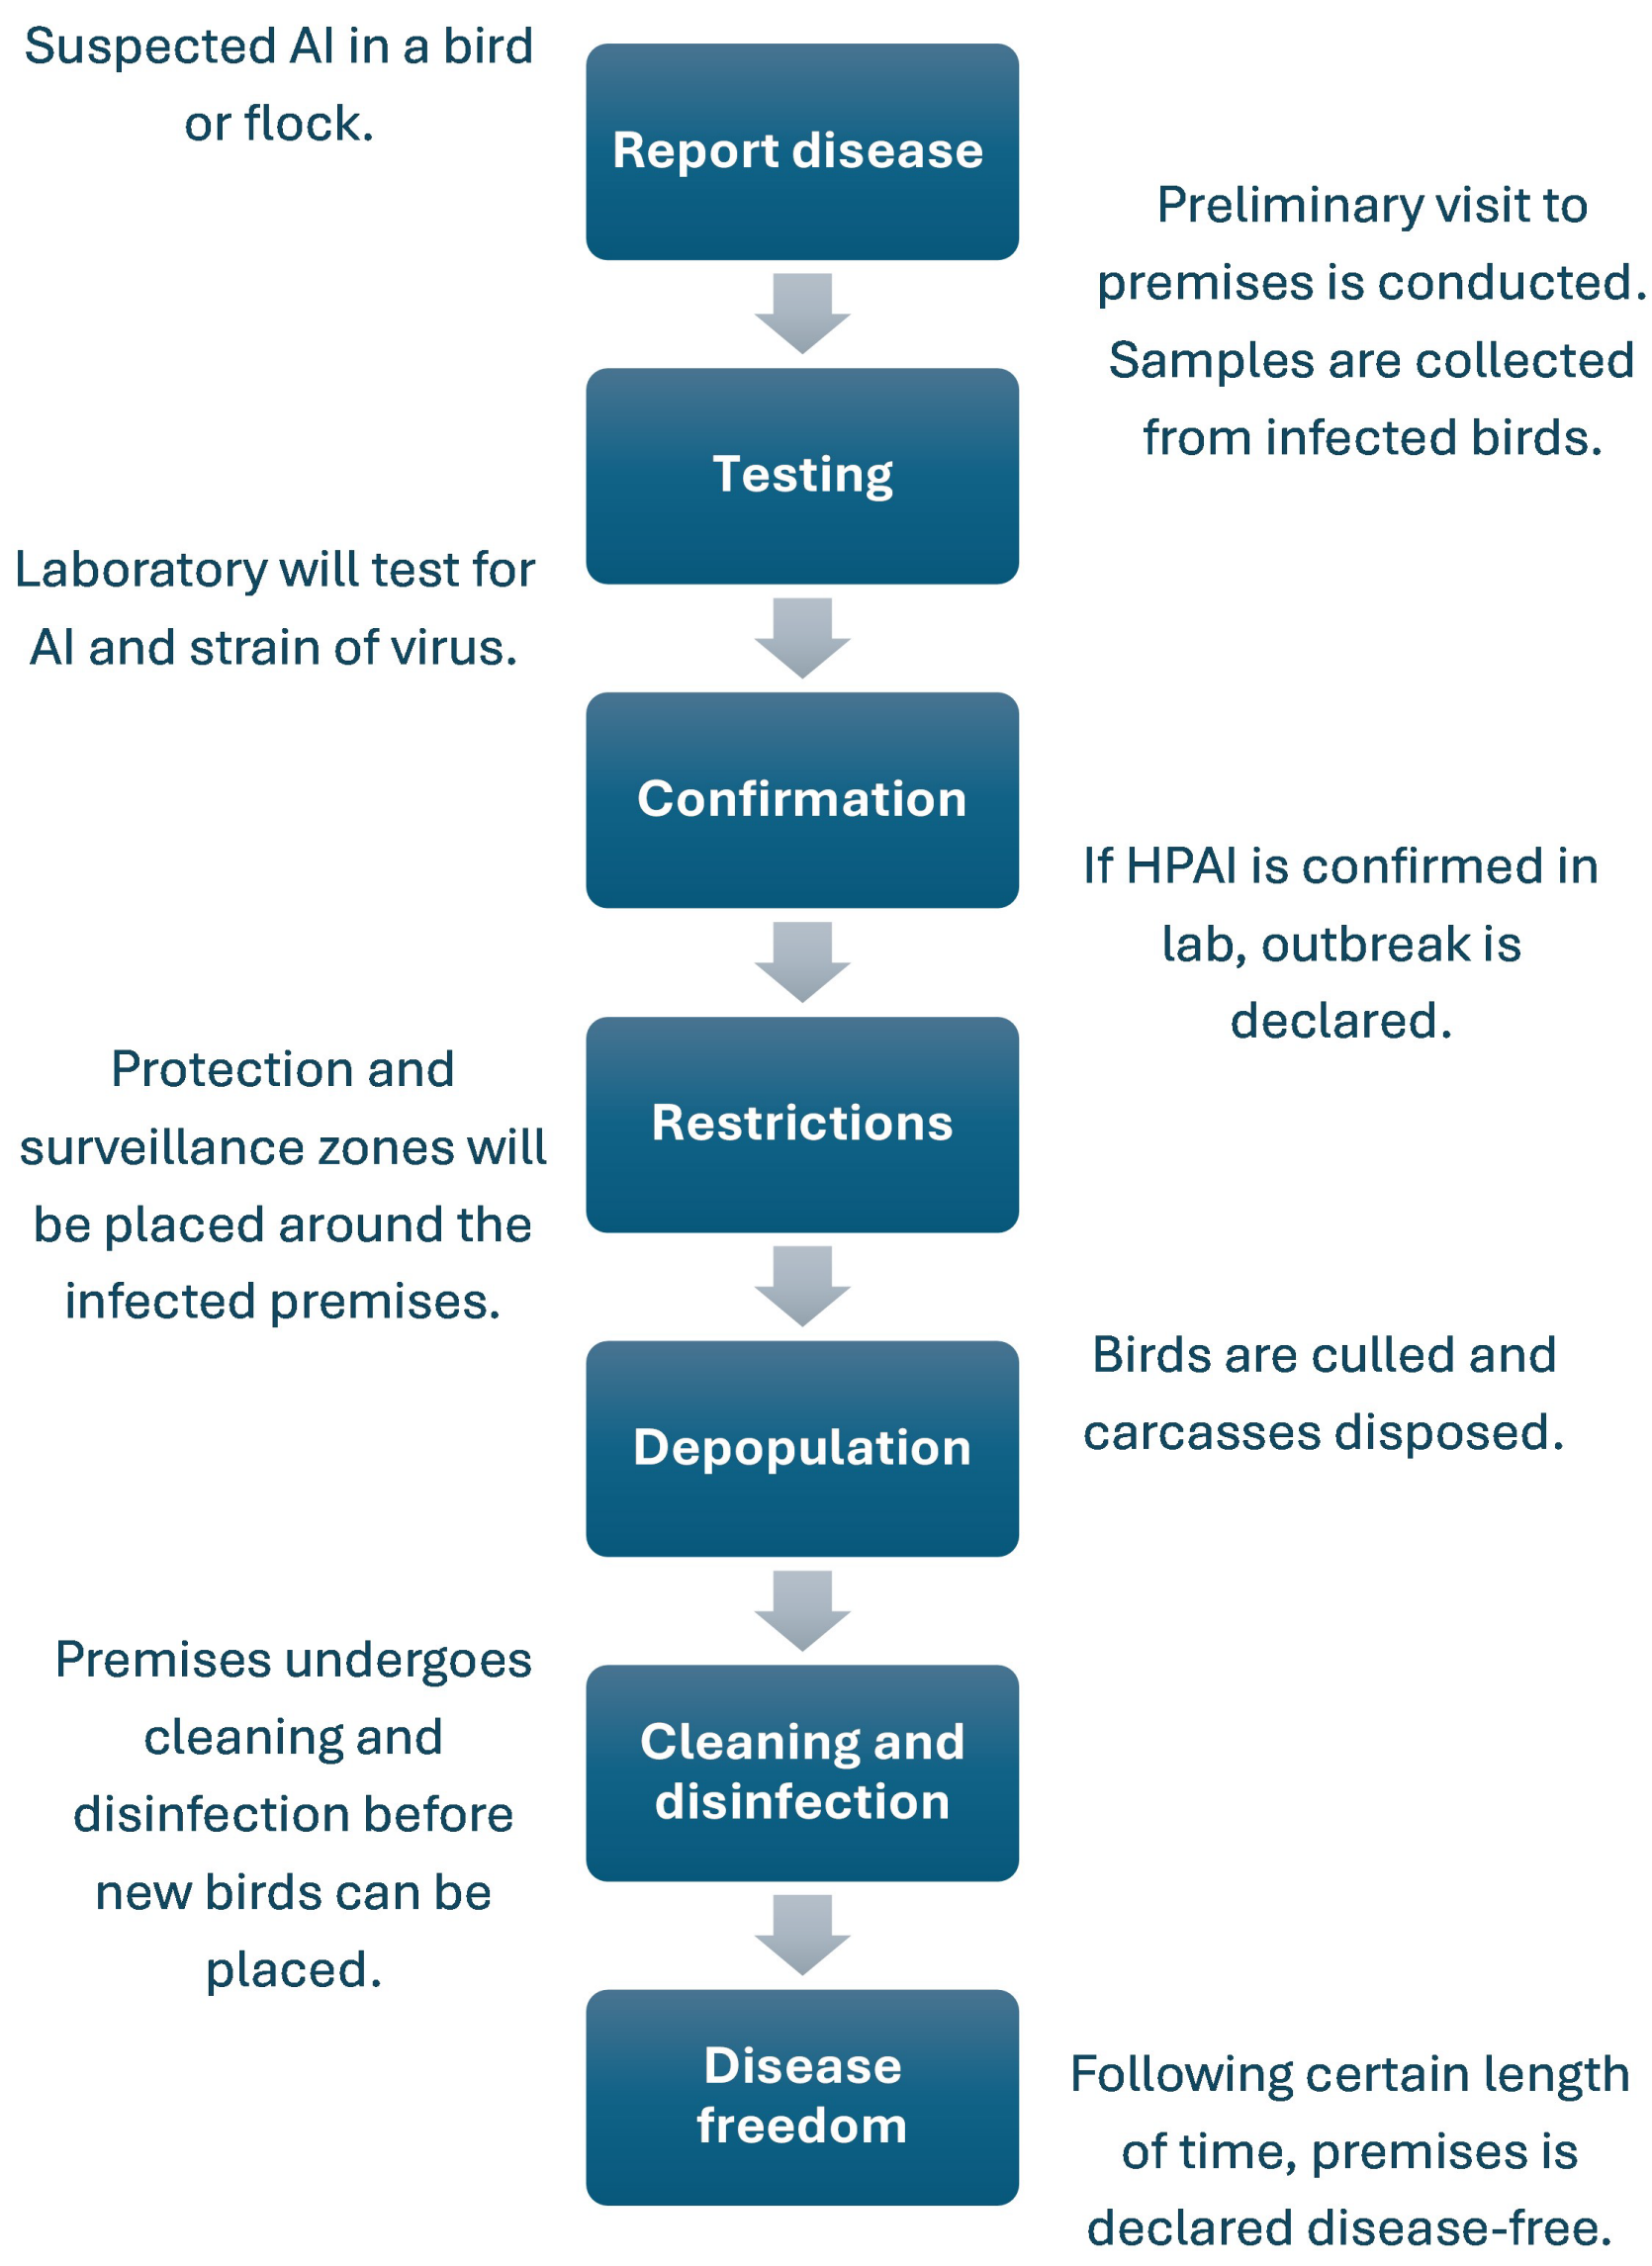 Suspected AI in a bird
or flock.
Report disease
Preliminary visit to
premises is conducted.
Samples are collected
from infected birds.
Testing
Laboratory will test for
AI and strain of virus.
Confirmation
If HPAI is confirmed in
lab, outbreak is
declared.
Protection and
surveillance zones will
be placed around the
infected premises.
Restrictions
Birds are culled and
carcasses disposed.
Depopulation
Premises undergoes
cleaning and
disinfection before
new birds can be
placed.
Cleaning and
disinfection
Disease
freedom
Following certain length
of time, premises is
declared disease-free.